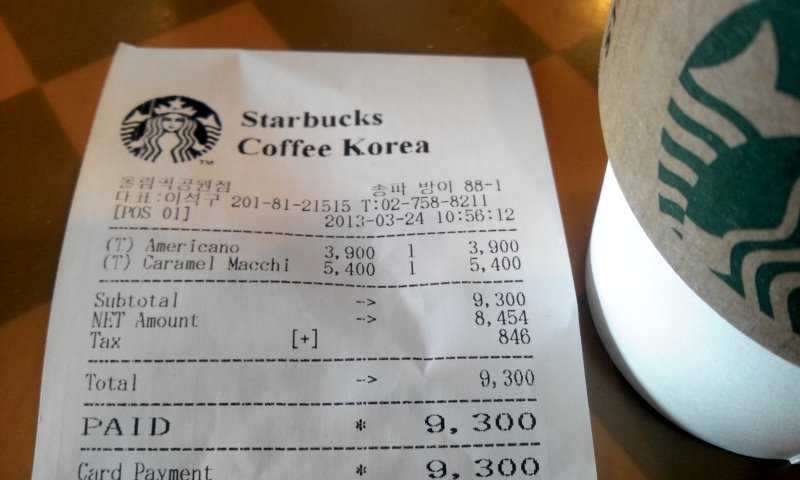 Starbucks
Coffee Korea
올림픽공원점 송파 방이 88-1
대표:이석구 201-81-21515 T:02-758-8211
[POS 01] 2013-03-24 10:56:12
(T) Americano 3,900 1 3,900
(T) Caramel Macchi 5,400 1 5,400
Subtotal -> 9,300
NET Amount -> 8,454
Tax [+] 846
Total -> 9,300
PAID * 9,300
Card Payment * 9,300